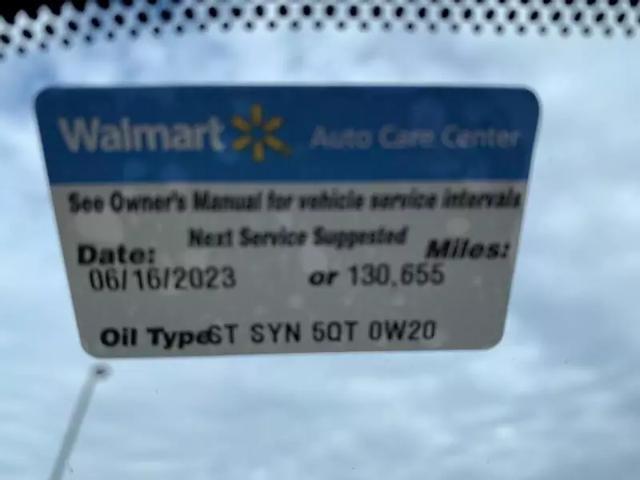 Walmart Auto Care Center
See Owner's Manual for vehicle service intervals
Next Service Suggested
Date: Miles:
06/16/2023 or 130,655
Oil Type ST SYN 5QT 0W20